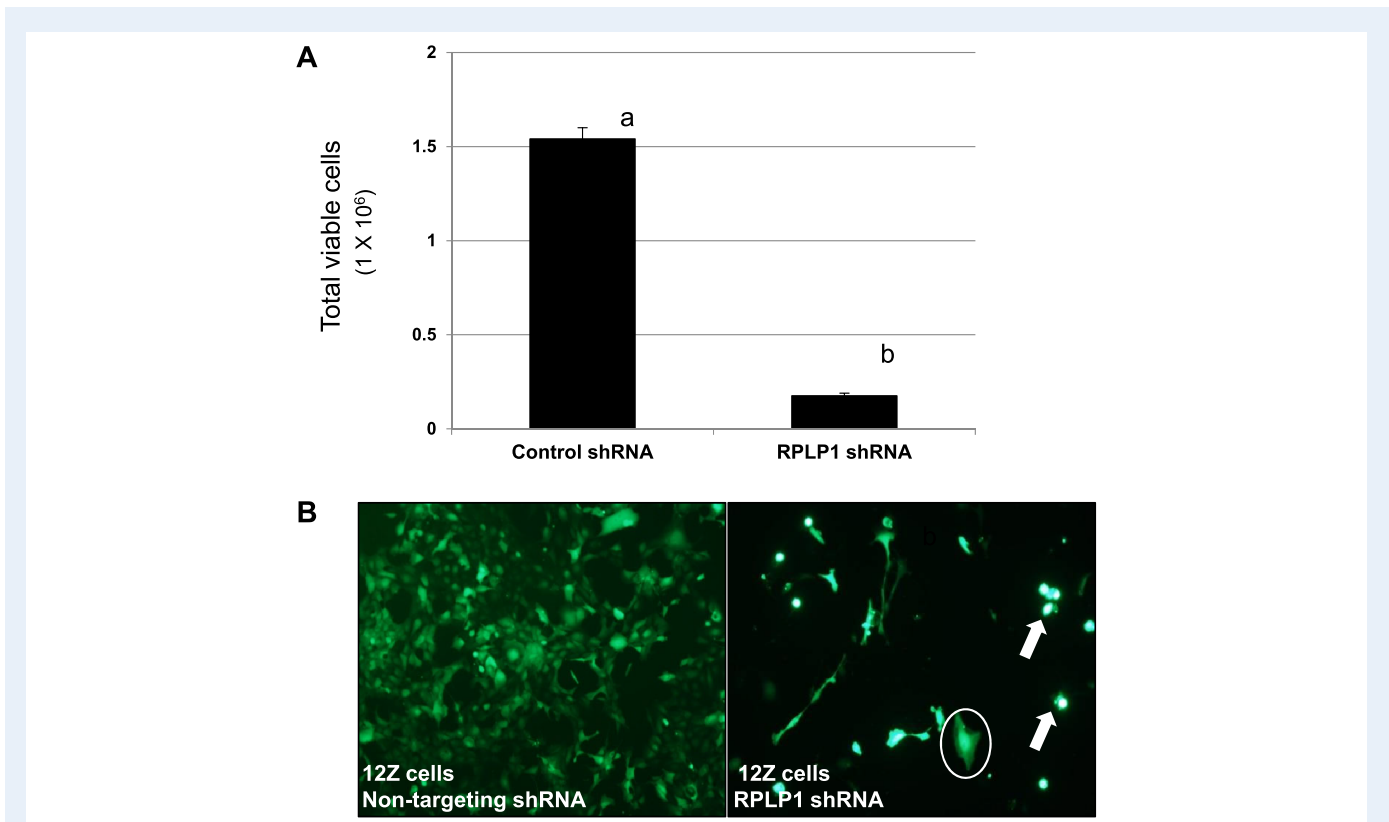 A
2
1.5
1
0.5
0
Total viable cells
(1 X 10⁶)
a
b
Control shRNA
RPLP1 shRNA
B
b
12Z cells
Non-targeting shRNA
12Z cells
RPLP1 shRNA